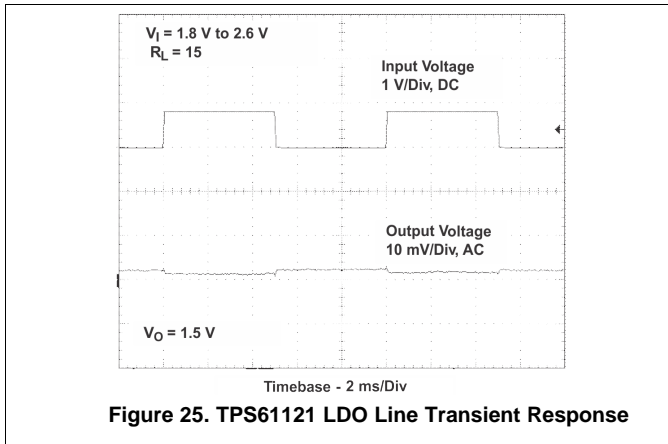 V_I = 1.8 V to 2.6 V
R_L = 15
Input Voltage
1 V/Div, DC
Output Voltage
10 mV/Div, AC
V_O = 1.5 V
Timebase - 2 ms/Div
Figure 25. TPS61121 LDO Line Transient Response